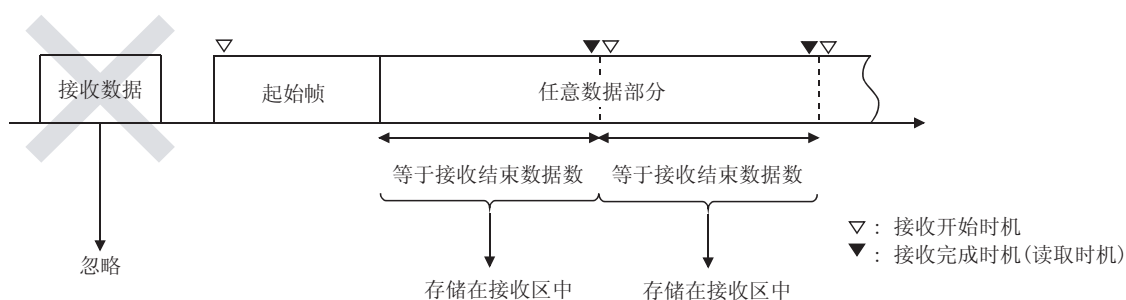 接收数据
起始帧
任意数据部分
等于接收结束数据数
等于接收结束数据数
▽ : 接收开始时机
▼ : 接收完成时机(读取时机)
忽略
存储在接收区中
存储在接收区中